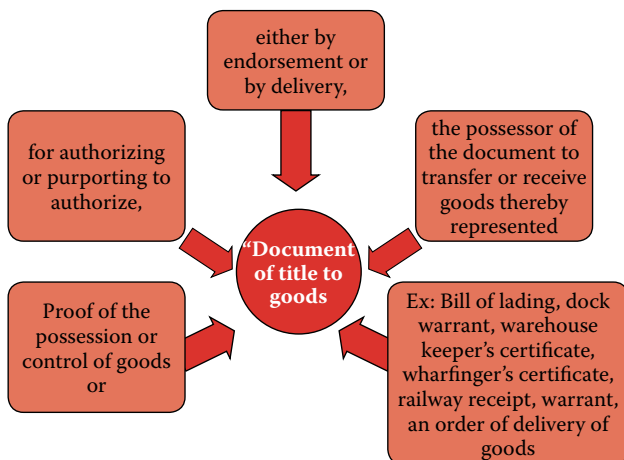 either by
endorsement or
by delivery,
for authorizing
or purporting to
authorize,
the possessor of
the document to
transfer or receive
goods thereby
represented
“Document
of title to
goods
Proof of the
possession or
control of goods
or
Ex: Bill of lading, dock
warrant, warehouse
keeper’s certificate,
wharfinger’s certificate,
railway receipt, warrant,
an order of delivery of
goods